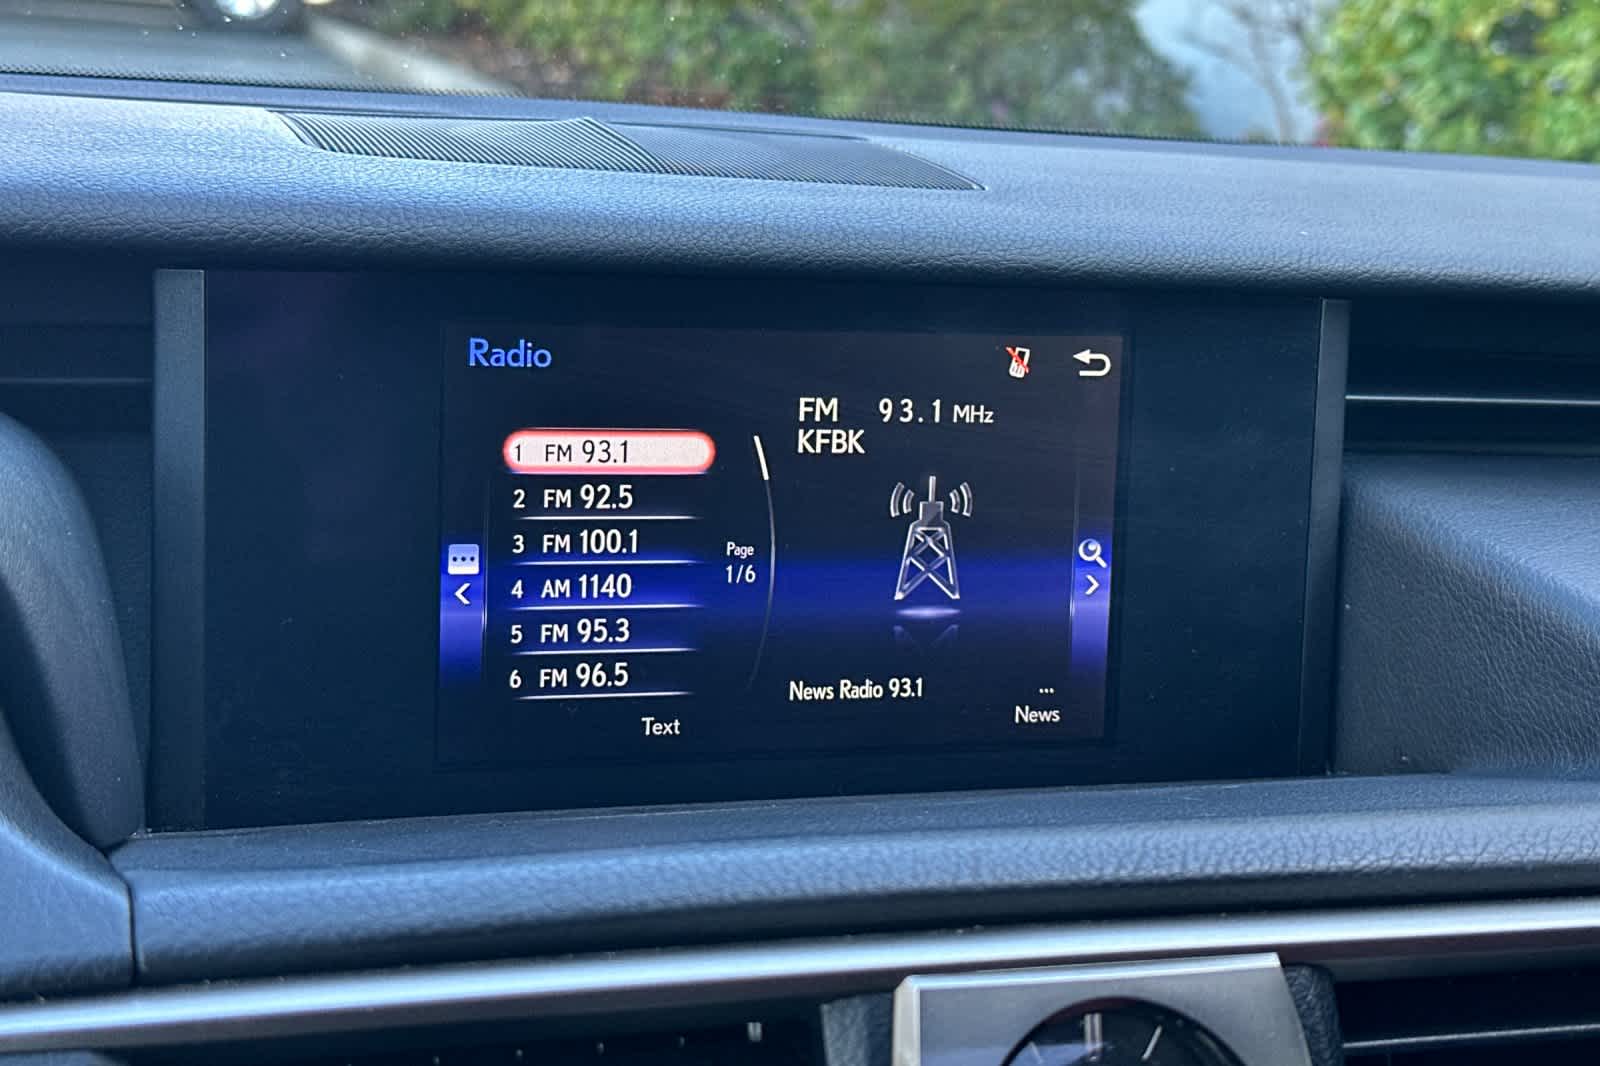 Radio
FM 93.1 MHz
KFBK
1 FM 93.1
2 FM 92.5
3 FM 100.1
4 AM 1140
5 FM 95.3
6 FM 96.5
Page
1/6
News Radio 93.1
...
News
Text